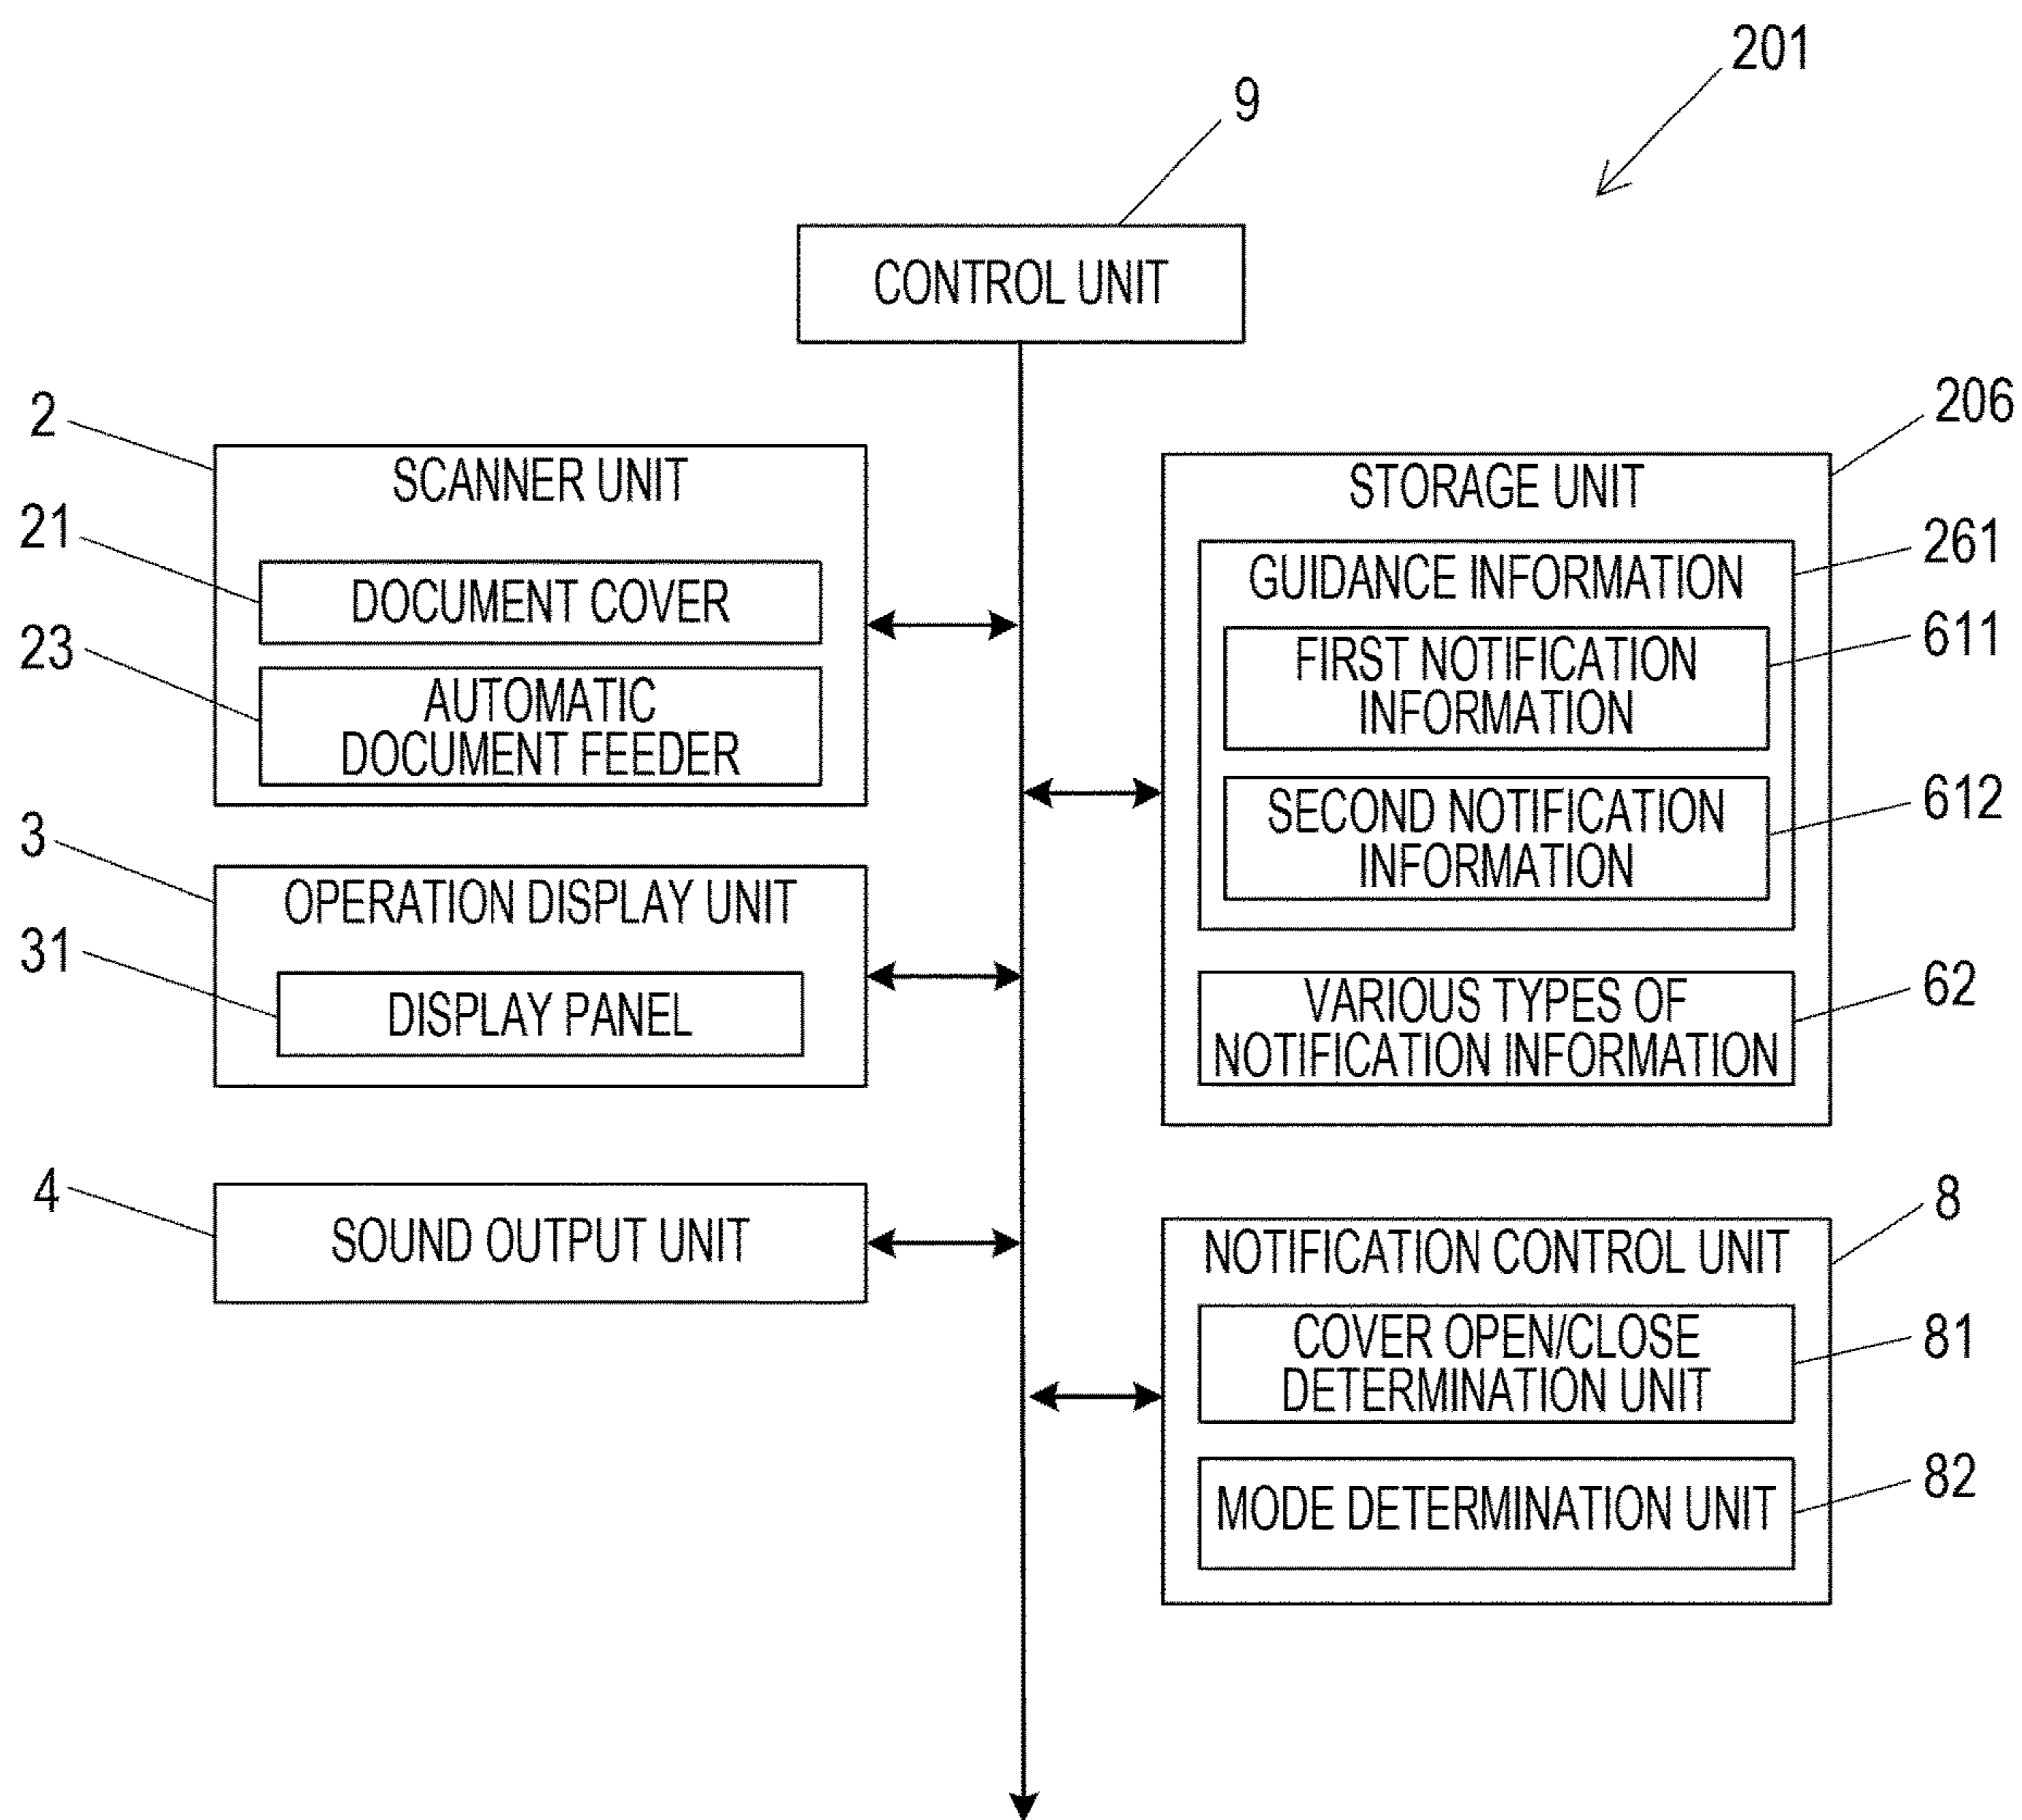 201
9
CONTROL UNIT
2
SCANNER UNIT
21
DOCUMENT COVER
23
AUTOMATIC
DOCUMENT FEEDER
3
OPERATION DISPLAY UNIT
31
DISPLAY PANEL
4
SOUND OUTPUT UNIT
206
STORAGE UNIT
261
GUIDANCE INFORMATION
611
FIRST NOTIFICATION
INFORMATION
612
SECOND NOTIFICATION
INFORMATION
62
VARIOUS TYPES OF
NOTIFICATION INFORMATION
8
NOTIFICATION CONTROL UNIT
81
COVER OPEN/CLOSE
DETERMINATION UNIT
82
MODE DETERMINATION UNIT